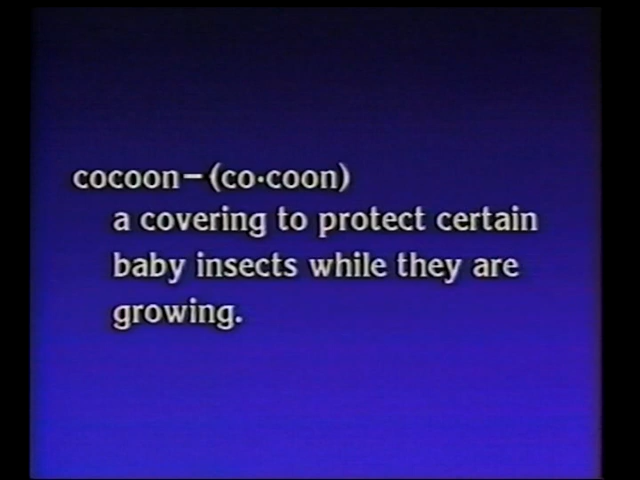 cocoon–(co·coon)
a covering to protect certain
baby insects while they are
growing.